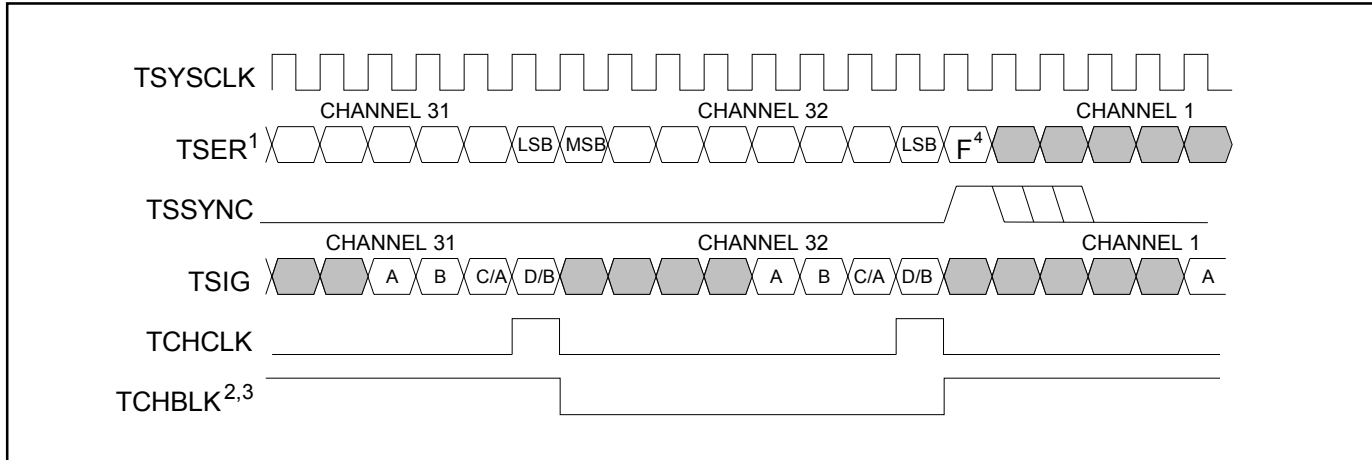 TSYSCLK
CHANNEL 31 CHANNEL 32 CHANNEL 1
TSER1 LSB MSB LSB F4
TSSYNC
CHANNEL 31 CHANNEL 32 CHANNEL 1
TSIG A B C/A D/B A B C/A D/B A
TCHCLK
TCHBLK2,3